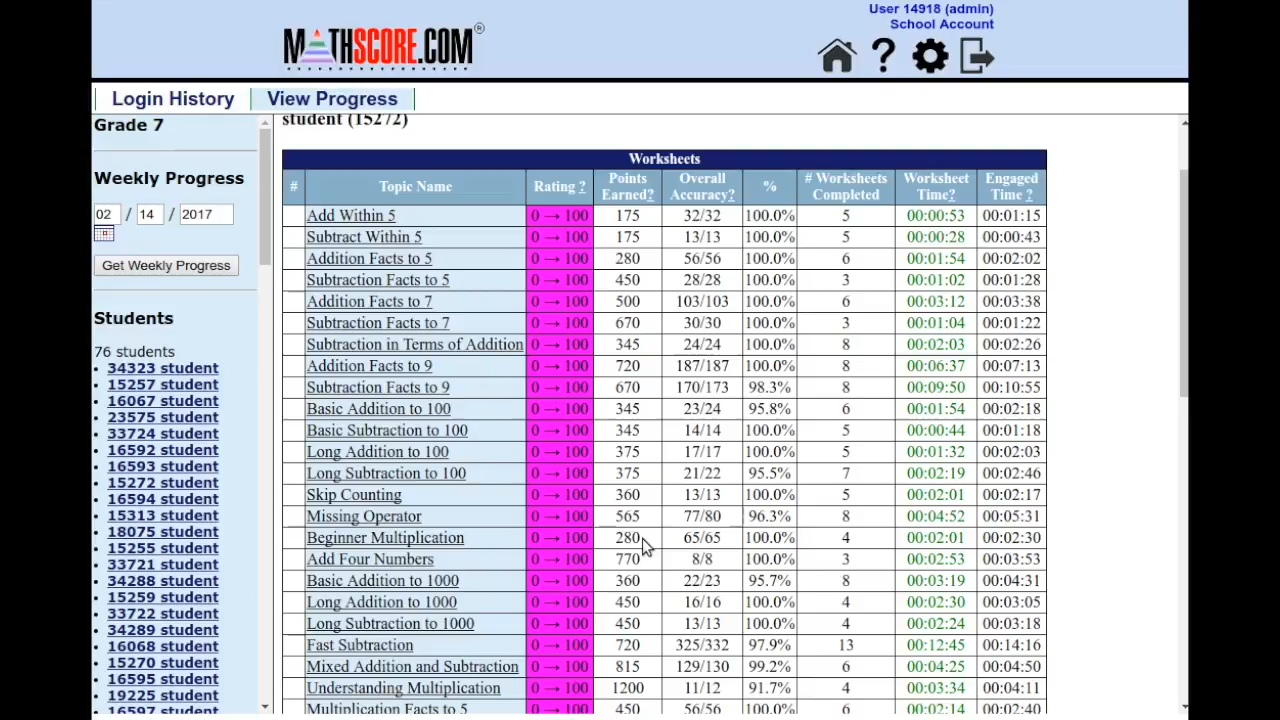 User 14918 (admin)
School Account
MATHSCORE.COM®
Login History View Progress
Grade 7
Weekly Progress
02 / 14 / 2017
Get Weekly Progress
Students
76 students
34323 student
15257 student
16067 student
23575 student
33724 student
16592 student
16593 student
15272 student
16594 student
15313 student
18075 student
15255 student
33721 student
34288 student
15259 student
33722 student
34289 student
16068 student
15270 student
16595 student
19225 student
16597 student
student (15272)
Worksheets
# Topic Name Rating ? Points Earned? Overall Accuracy? % # Worksheets Completed Worksheet Time? Engaged Time ?
Add Within 5 0 → 100 175 32/32 100.0% 5 00:00:53 00:01:15
Subtract Within 5 0 → 100 175 13/13 100.0% 5 00:00:28 00:00:43
Addition Facts to 5 0 → 100 280 56/56 100.0% 6 00:01:54 00:02:02
Subtraction Facts to 5 0 → 100 450 28/28 100.0% 3 00:01:02 00:01:28
Addition Facts to 7 0 → 100 500 103/103 100.0% 6 00:03:12 00:03:38
Subtraction Facts to 7 0 → 100 670 30/30 100.0% 3 00:01:04 00:01:22
Subtraction in Terms of Addition 0 → 100 345 24/24 100.0% 8 00:02:03 00:02:26
Addition Facts to 9 0 → 100 720 187/187 100.0% 8 00:06:37 00:07:13
Subtraction Facts to 9 0 → 100 670 170/173 98.3% 8 00:09:50 00:10:55
Basic Addition to 100 0 → 100 345 23/24 95.8% 6 00:01:54 00:02:18
Basic Subtraction to 100 0 → 100 345 14/14 100.0% 5 00:00:44 00:01:18
Long Addition to 100 0 → 100 375 17/17 100.0% 5 00:01:32 00:02:03
Long Subtraction to 100 0 → 100 375 21/22 95.5% 7 00:02:19 00:02:46
Skip Counting 0 → 100 360 13/13 100.0% 5 00:02:01 00:02:17
Missing Operator 0 → 100 565 77/80 96.3% 8 00:04:52 00:05:31
Beginner Multiplication 0 → 100 280 65/65 100.0% 4 00:02:01 00:02:30
Add Four Numbers 0 → 100 770 8/8 100.0% 3 00:02:53 00:03:53
Basic Addition to 1000 0 → 100 360 22/23 95.7% 8 00:03:19 00:04:31
Long Addition to 1000 0 → 100 450 16/16 100.0% 4 00:02:30 00:03:05
Long Subtraction to 1000 0 → 100 450 13/13 100.0% 4 00:02:24 00:03:18
Fast Subtraction 0 → 100 720 325/332 97.9% 13 00:12:45 00:14:16
Mixed Addition and Subtraction 0 → 100 815 129/130 99.2% 6 00:04:25 00:04:50
Understanding Multiplication 0 → 100 1200 11/12 91.7% 4 00:03:34 00:04:11
Multiplication Facts to 5 0 → 100 450 56/56 100.0% 6 00:02:14 00:02:40